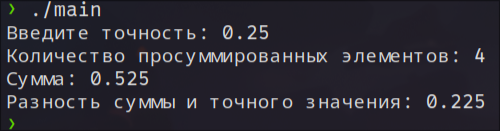 ❯ ./main
Введите точность: 0.25
Количество просуммированных элементов: 4
Сумма: 0.525
Разность суммы и точного значения: 0.225
❯